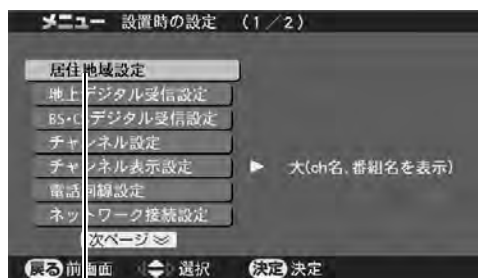 メニュー 設置時の設定 (1/2)
居住地域設定
地上デジタル受信設定
BS・CSデジタル受信設定
チャンネル設定
チャンネル表示設定 ▶ 大(ch名、番組名を表示)
電話回線設定
ネットワーク接続設定
次ページ
戻る 前画面 選択 決定 決定